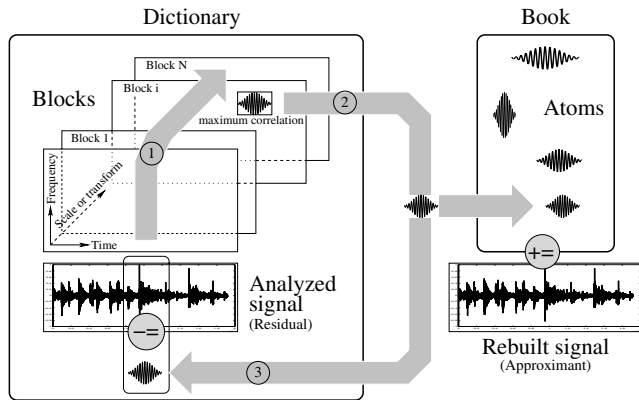 Dictionary
Book
Block N
Block i
Blocks
2
maximum correlation
Atoms
Block 1
1
Frequency
Scale or transform
Time
+=
Analyzed
signal
(Residual)
−=
Rebuilt signal
(Approximant)
3